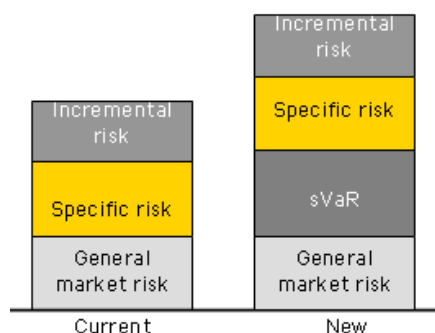 Incremental
risk
Specific risk
General
market risk
Current
Incremental
risk
Specific risk
sVaR
General
market risk
New